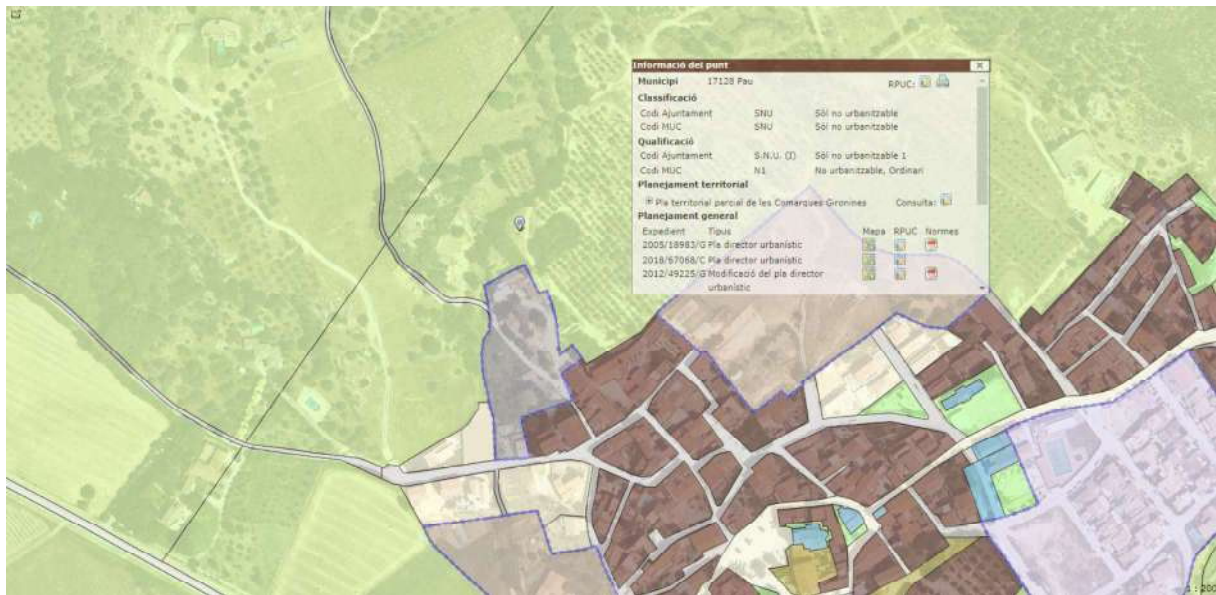 Informació del punt
X
Municipi 17128 Pau RPUC:
Classificació
Codi Ajuntament SNU Sòl no urbanitzable
Codi MUC SNU Sòl no urbanitzable
Qualificació
Codi Ajuntament S.N.U. (I) Sòl no urbanitzable 1
Codi MUC N1 No urbanitzable, Ordinari
Planejament territorial
Pla territorial parcial de les Comarques Gironines Consulta:
Planejament general
Expedient Tipus Mapa RPUC Normes
2005/18983/G Pla director urbanístic
2018/67068/C Pla director urbanístic
2012/49225/G Modificació del pla director
urbanístic